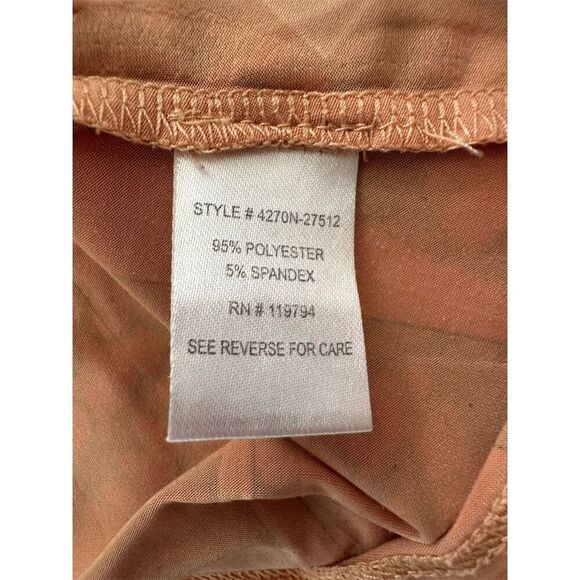 STYLE # 4270N-27512
95% POLYESTER
5% SPANDEX
RN # 119794
SEE REVERSE FOR CARE